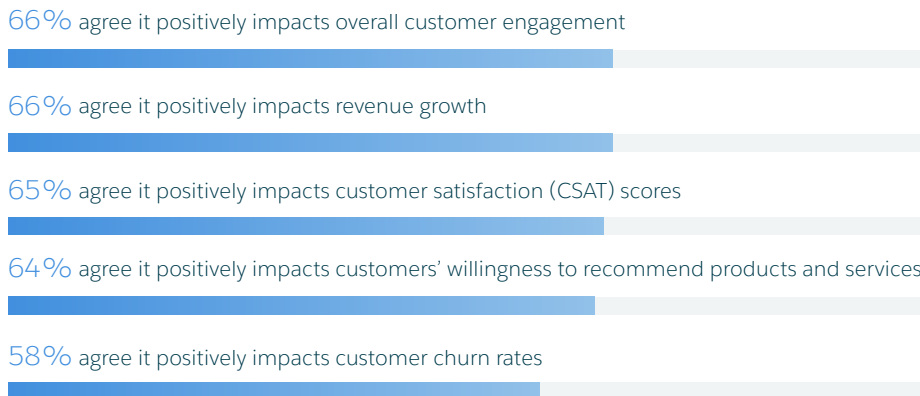 66% agree it positively impacts overall customer engagement
66% agree it positively impacts revenue growth
65% agree it positively impacts customer satisfaction (CSAT) scores
64% agree it positively impacts customers’ willingness to recommend products and services
58% agree it positively impacts customer churn rates